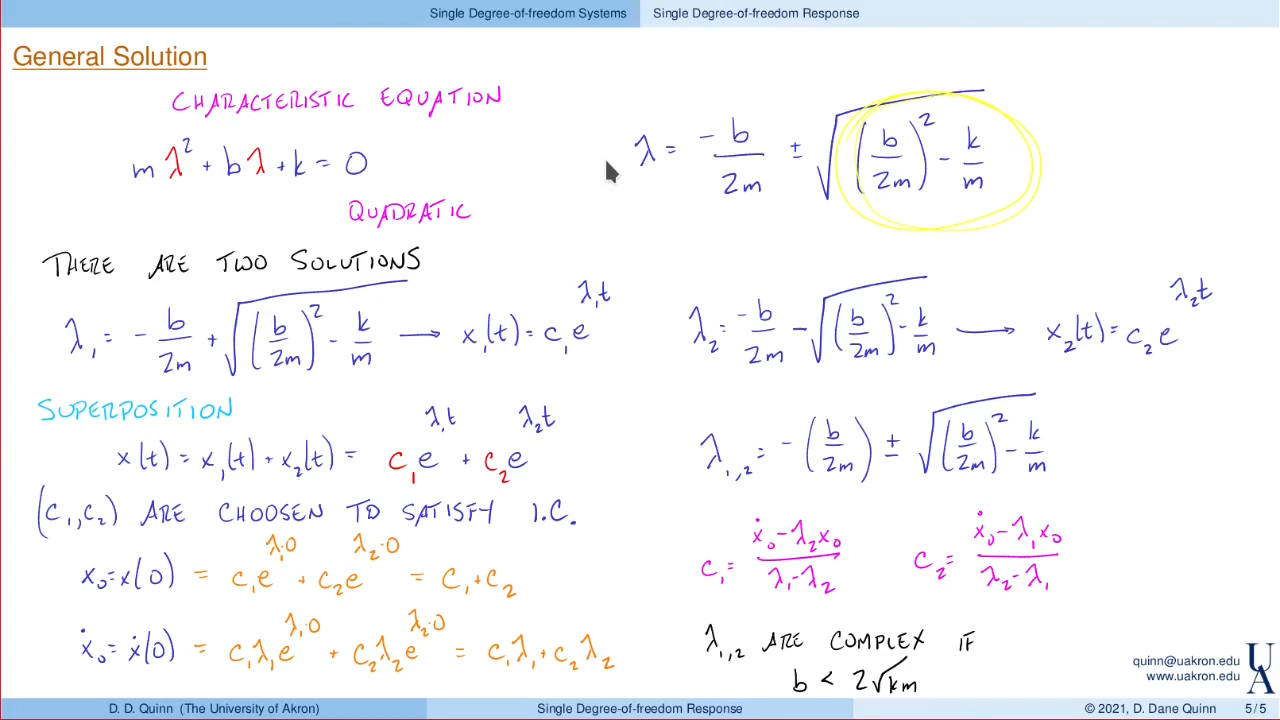 Single Degree-of-freedom Systems Single Degree-of-freedom Response
General Solution
CHARACTERISTIC EQUATION
mλ² + bλ + k = 0
QUADRATIC
λ = -b/2m ± √((b/2m)² - k/m)
THERE ARE TWO SOLUTIONS
λ₁ = -b/2m + √((b/2m)² - k/m) → x₁(t) = c₁e^(λ₁t)
λ₂ = -b/2m - √((b/2m)² - k/m) → x₂(t) = c₂e^(λ₂t)
SUPERPOSITION
x(t) = x₁(t) + x₂(t) = c₁e^(λ₁t) + c₂e^(λ₂t)
(c₁, c₂) ARE CHOOSEN TO SATISFY I.C.
x₀ = x(0) = c₁e^(λ₁·0) + c₂e^(λ₂·0) = c₁ + c₂
ẋ₀ = ẋ(0) = c₁λ₁e^(λ₁·0) + c₂λ₂e^(λ₂·0) = c₁λ₁ + c₂λ₂
λ₁,₂ = -(b/2m) ± √((b/2m)² - k/m)
c₁ = (ẋ₀ - λ₂x₀)/(λ₁ - λ₂) c₂ = (ẋ₀ - λ₁x₀)/(λ₂ - λ₁)
λ₁,₂ ARE COMPLEX IF
b < 2√km
quinn@uakron.edu
www.uakron.edu
UA
D. D. Quinn (The University of Akron) Single Degree-of-freedom Response © 2021, D. Dane Quinn 5/5